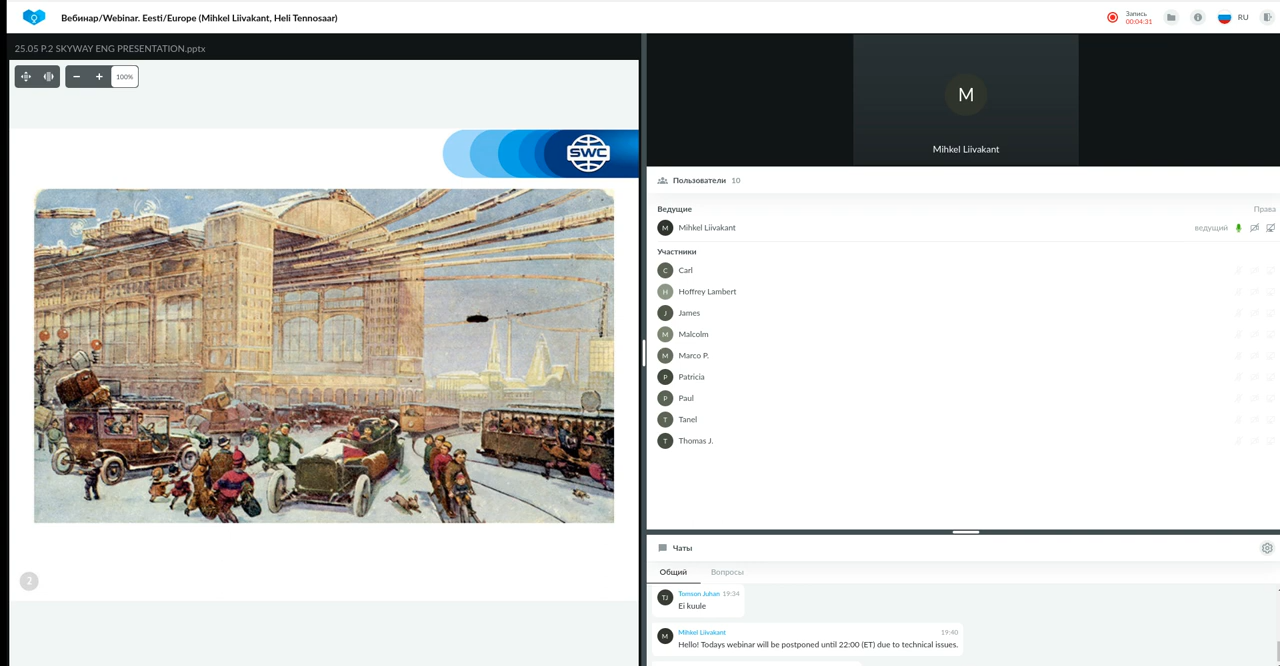 Вебинар/Webinar. Eesti/Europe (Mihkel Liivakant, Heli Tennosaar)
Запись
00:04:31
RU
25.05 P.2 SKYWAY ENG PRESENTATION.pptx
100%
SWC
2
M
Mihkel Liivakant
Пользователи 10
Ведущие
Права
M Mihkel Liivakant
ведущий
Участники
C Carl
H Hoffrey Lambert
J James
M Malcolm
M Marco P.
P Patricia
P Paul
T Tanel
T Thomas J.
Чаты
Общий
Вопросы
TJ
Tomson Juhan 19:34
Ei kuule
M
Mihkel Liivakant 19:40
Hello! Todays webinar will be postponed until 22:00 (ET) due to technical issues.